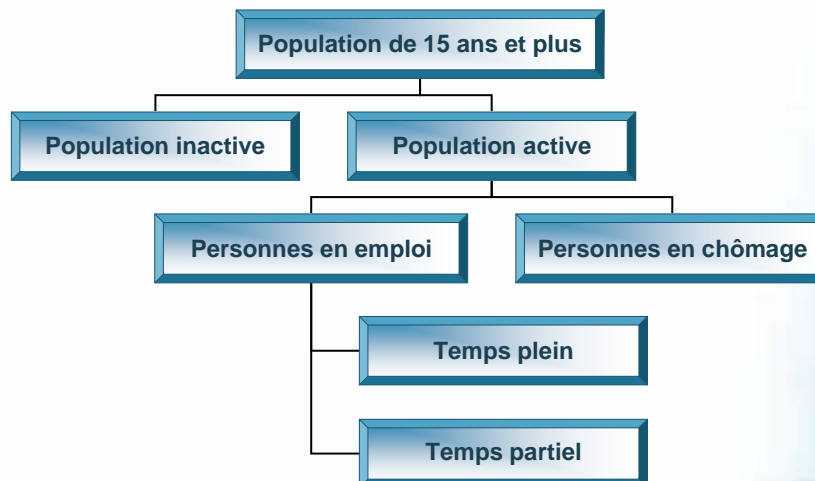 Population de 15 ans et plus
Population inactive
Population active
Personnes en emploi
Personnes en chômage
Temps plein
Temps partiel